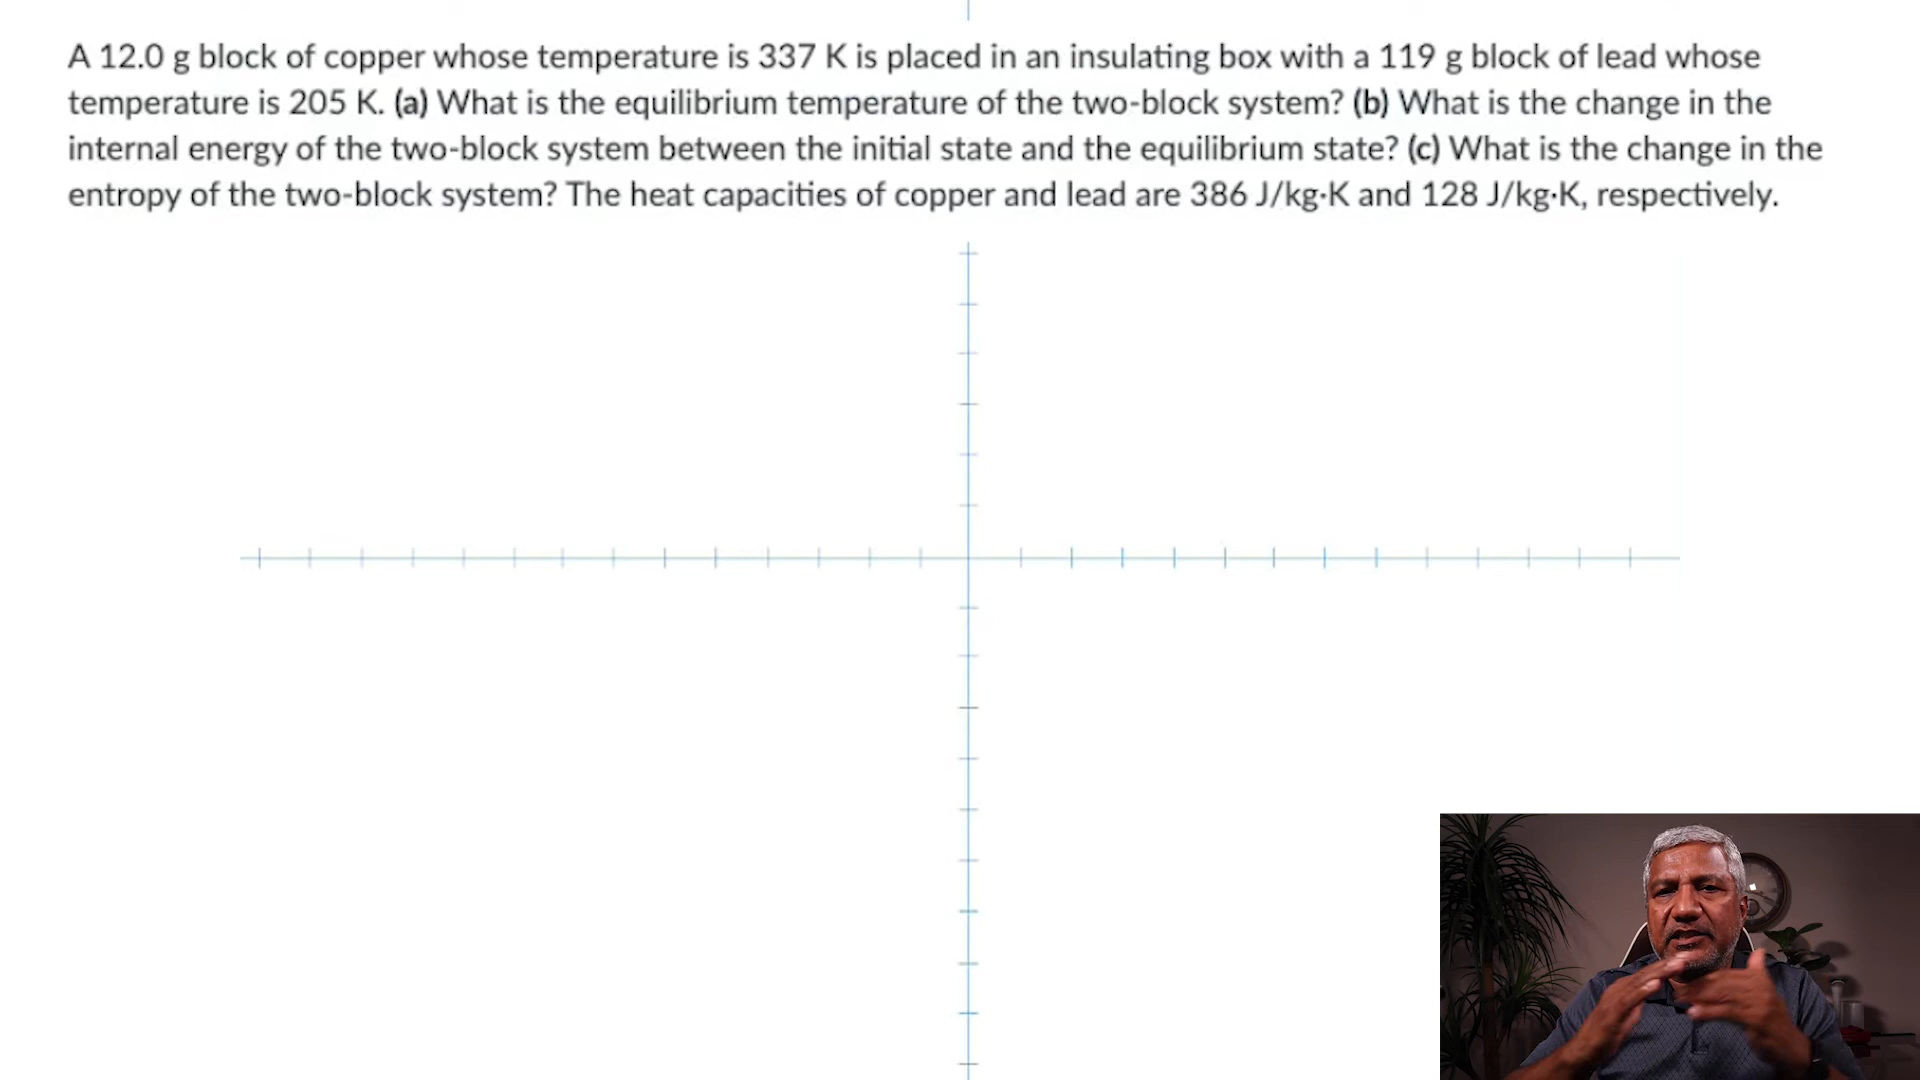 A 12.0 g block of copper whose temperature is 337 K is placed in an insulating box with a 119 g block of lead whose
temperature is 205 K. (a) What is the equilibrium temperature of the two-block system? (b) What is the change in the
internal energy of the two-block system between the initial state and the equilibrium state? (c) What is the change in the
entropy of the two-block system? The heat capacities of copper and lead are 386 J/kg·K and 128 J/kg·K, respectively.